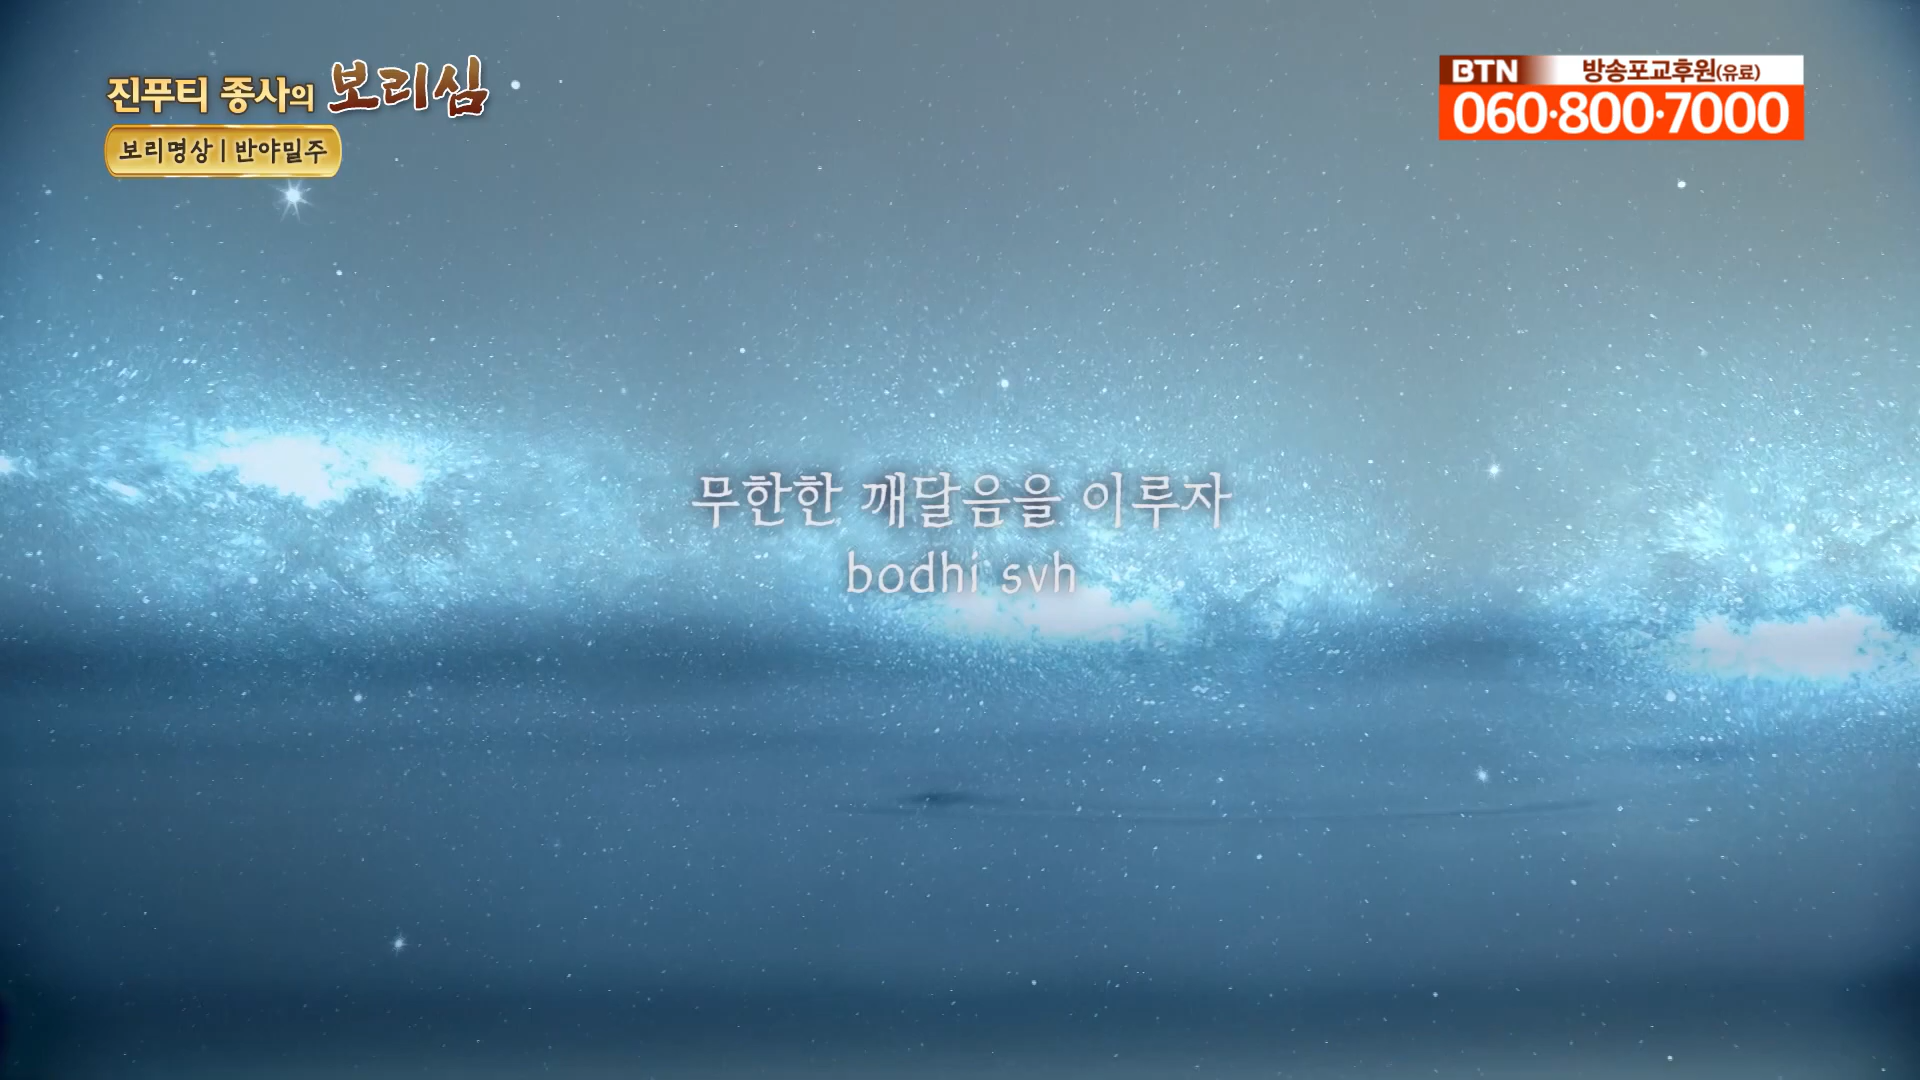 진푸티 종사의 보리심
보리명상 | 반야밀주
BTN 방송포교후원(유료)
060·800·7000
무한한 깨달음을 이루자
bodhi svh